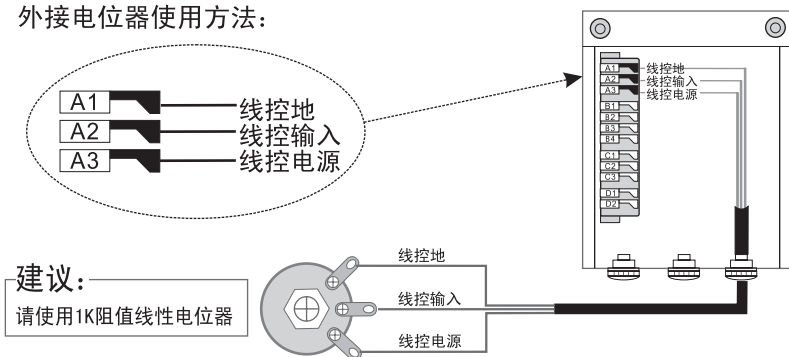 外接电位器使用方法：
A1 线控地
A2 线控输入
A3 线控电源
A1 线控地
A2 线控输入
A3 线控电源
B1
B2
B3
B4
C1
C2
C3
D1
D2
建议：
请使用1K阻值线性电位器
线控地
线控输入
线控电源